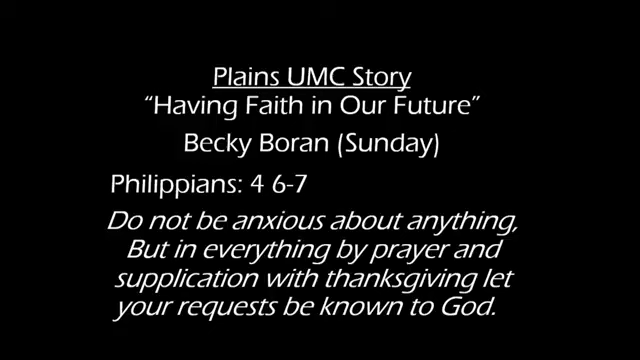 Plains UMC Story
“Having Faith in Our Future”
Becky Boran (Sunday)
Philippians: 4 6-7
Do not be anxious about anything,
But in everything by prayer and
supplication with thanksgiving let
your requests be known to God.